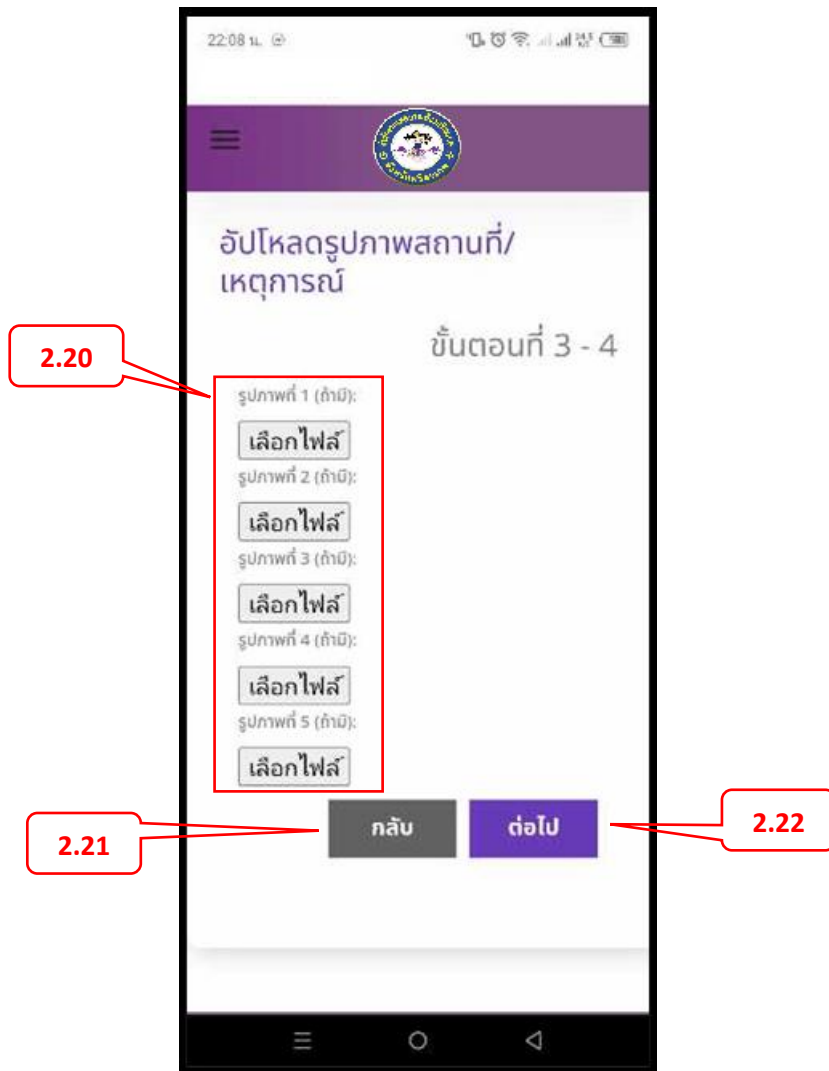 22:08 น.
อัปโหลดรูปภาพสถานที่/
เหตุการณ์
ขั้นตอนที่ 3 - 4
2.20
รูปภาพที่ 1 (ถ้ามี):
เลือกไฟล์
รูปภาพที่ 2 (ถ้ามี):
เลือกไฟล์
รูปภาพที่ 3 (ถ้ามี):
เลือกไฟล์
รูปภาพที่ 4 (ถ้ามี):
เลือกไฟล์
รูปภาพที่ 5 (ถ้ามี):
เลือกไฟล์
กลับ
ต่อไป
2.21
2.22